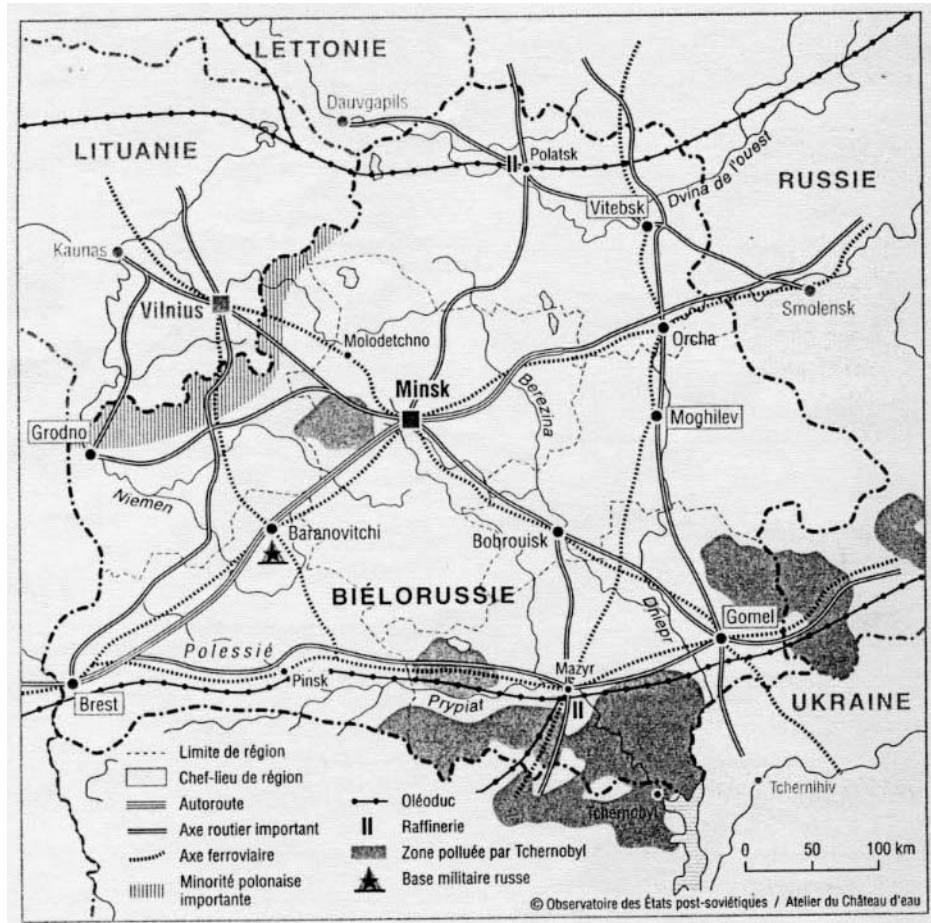 LETTONIE
Dauvgapils
LITUANIE
Polatsk
Dvina de l'ouest
RUSSIE
Vitebsk
Kaunas
Vilnius
Smolensk
Molodetchno
Orcha
Minsk
Berezina
Moghilev
Grodno
Niemen
Baranovitchi
Bobrouisk
BIÉLORUSSIE
Dniepr
Gomel
Polessié
Mazyr
Pinsk
Brest
Prypiat
UKRAINE
Tchernobyl
Tchernihiv
Limite de région
Chef-lieu de région
Autoroute
Axe routier important
Axe ferroviaire
Minorité polonaise
importante
Oléoduc
Raffinerie
Zone polluée par Tchernobyl
Base militaire russe
0 50 100 km
© Observatoire des États post-soviétiques / Atelier du Château d'eau